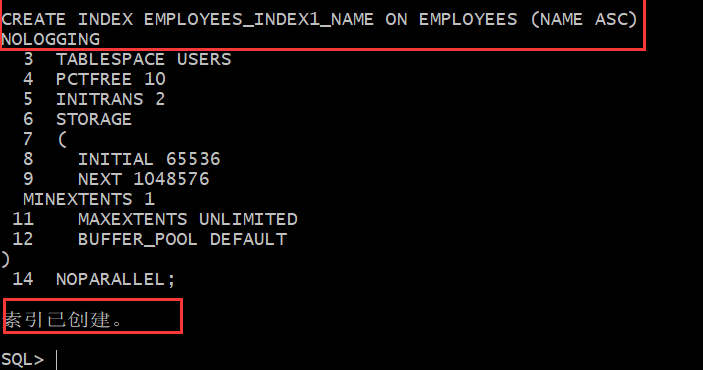 CREATE INDEX EMPLOYEES_INDEX1_NAME ON EMPLOYEES (NAME ASC)
NOLOGGING
  3  TABLESPACE USERS
  4  PCTFREE 10
  5  INITRANS 2
  6  STORAGE
  7  (
  8    INITIAL 65536
  9    NEXT 1048576
  MINEXTENTS 1
 11    MAXEXTENTS UNLIMITED
 12    BUFFER_POOL DEFAULT
)
 14  NOPARALLEL;
索引已创建。
SQL>